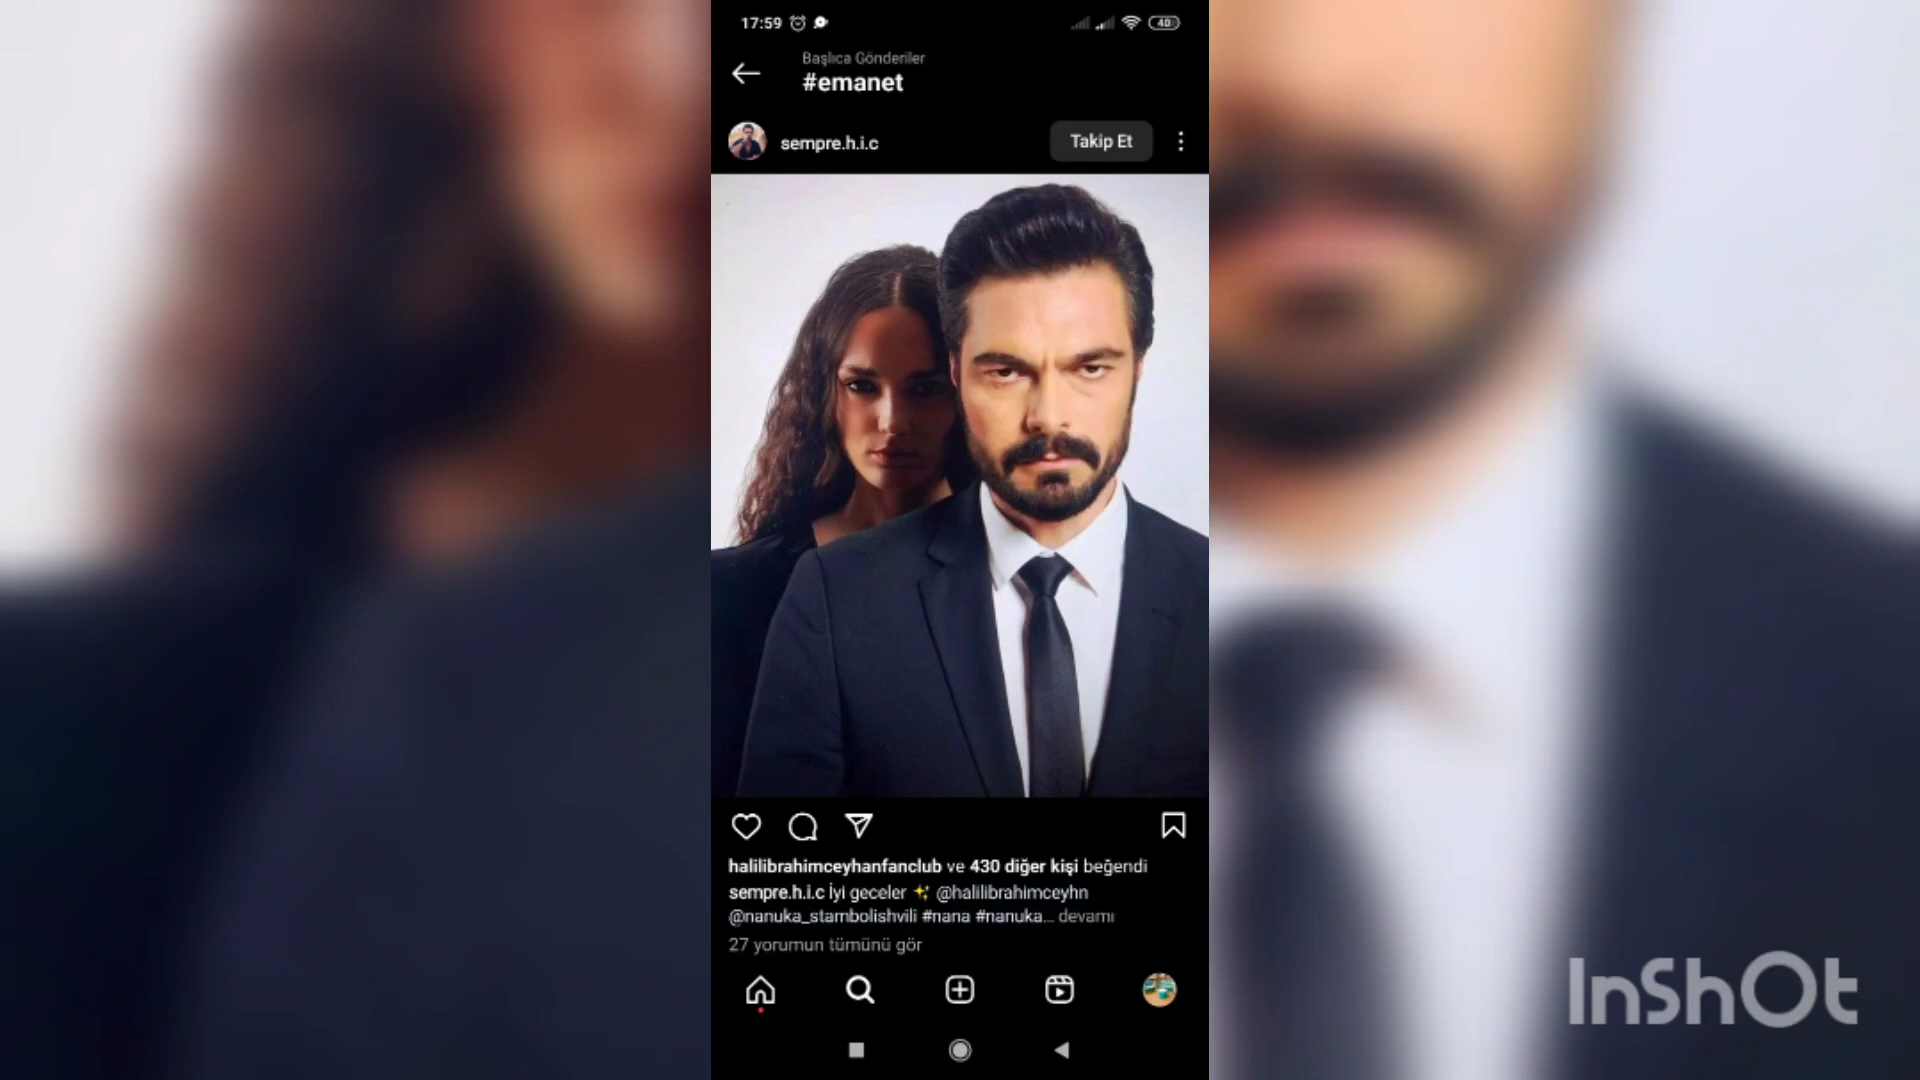 17:59
40
Başlıca Gönderiler
#emanet
sempre.h.i.c
Takip Et
halilibrahimceyhanfanclub ve 430 diğer kişi beğendi
sempre.h.i.c İyi geceler ✨ @halilibrahimceyhn
@nanuka_stambolishvili #nana #nanuka... devamı
27 yorumun tümünü gör
InShOt